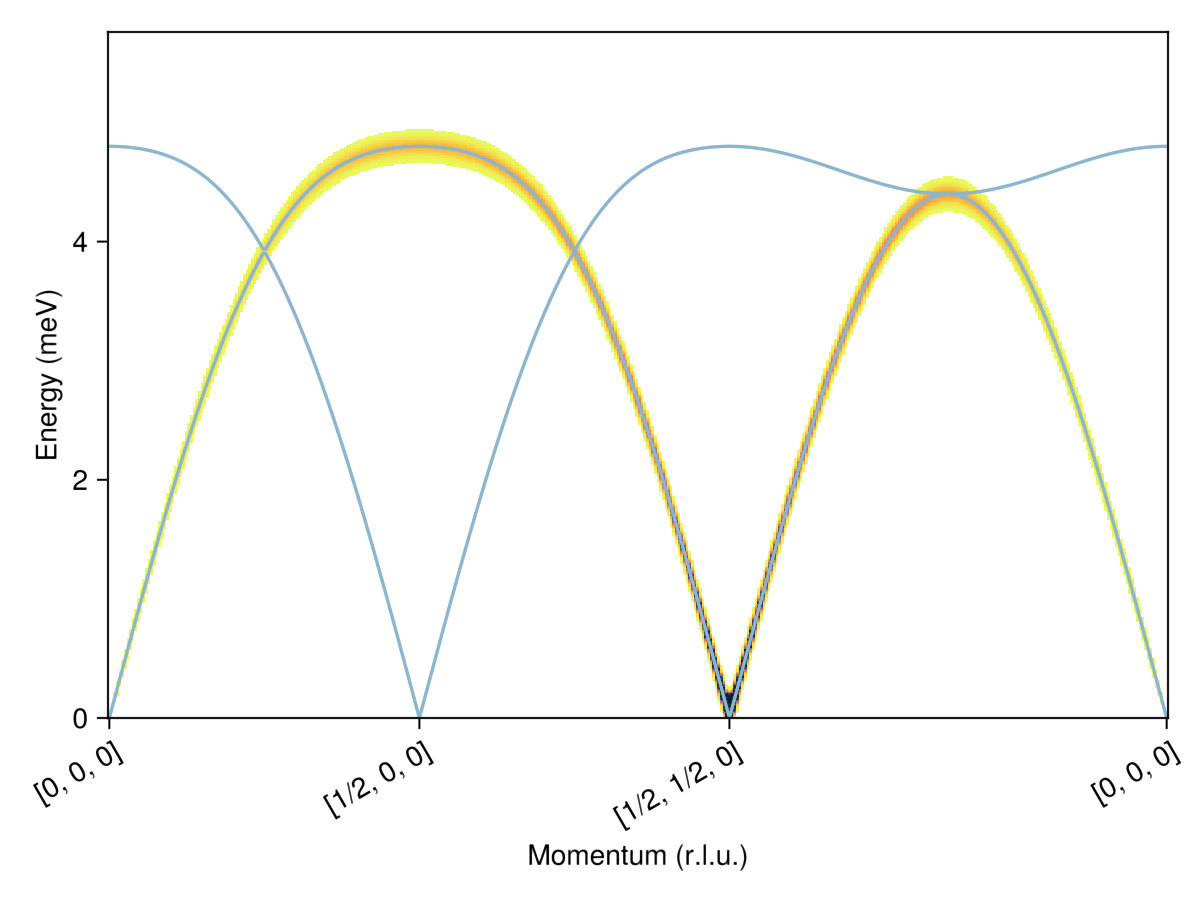 Energy (meV)
4
2
0
[0, 0, 0]
[1/2, 0, 0]
[1/2, 1/2, 0]
[0, 0, 0]
Momentum (r.l.u.)